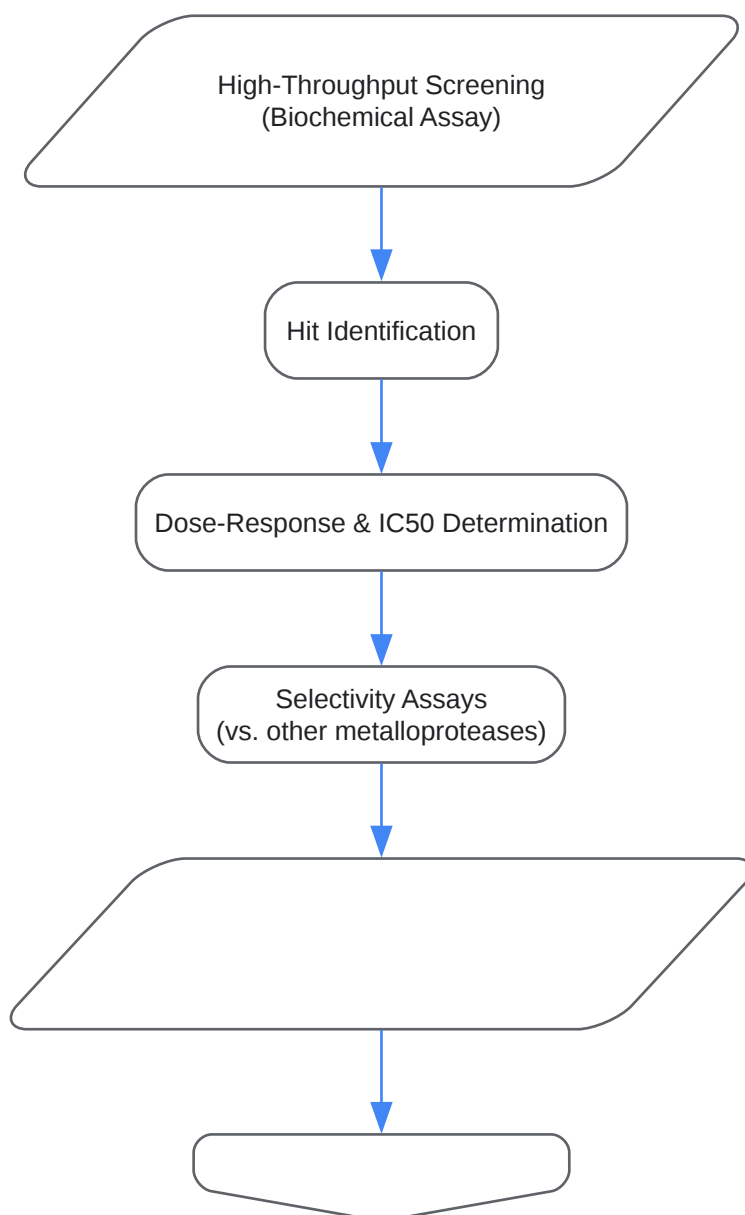 High-Throughput Screening
(Biochemical Assay)
Hit Identification
Dose-Response & IC50 Determination
Selectivity Assays
(vs. other metalloproteases)